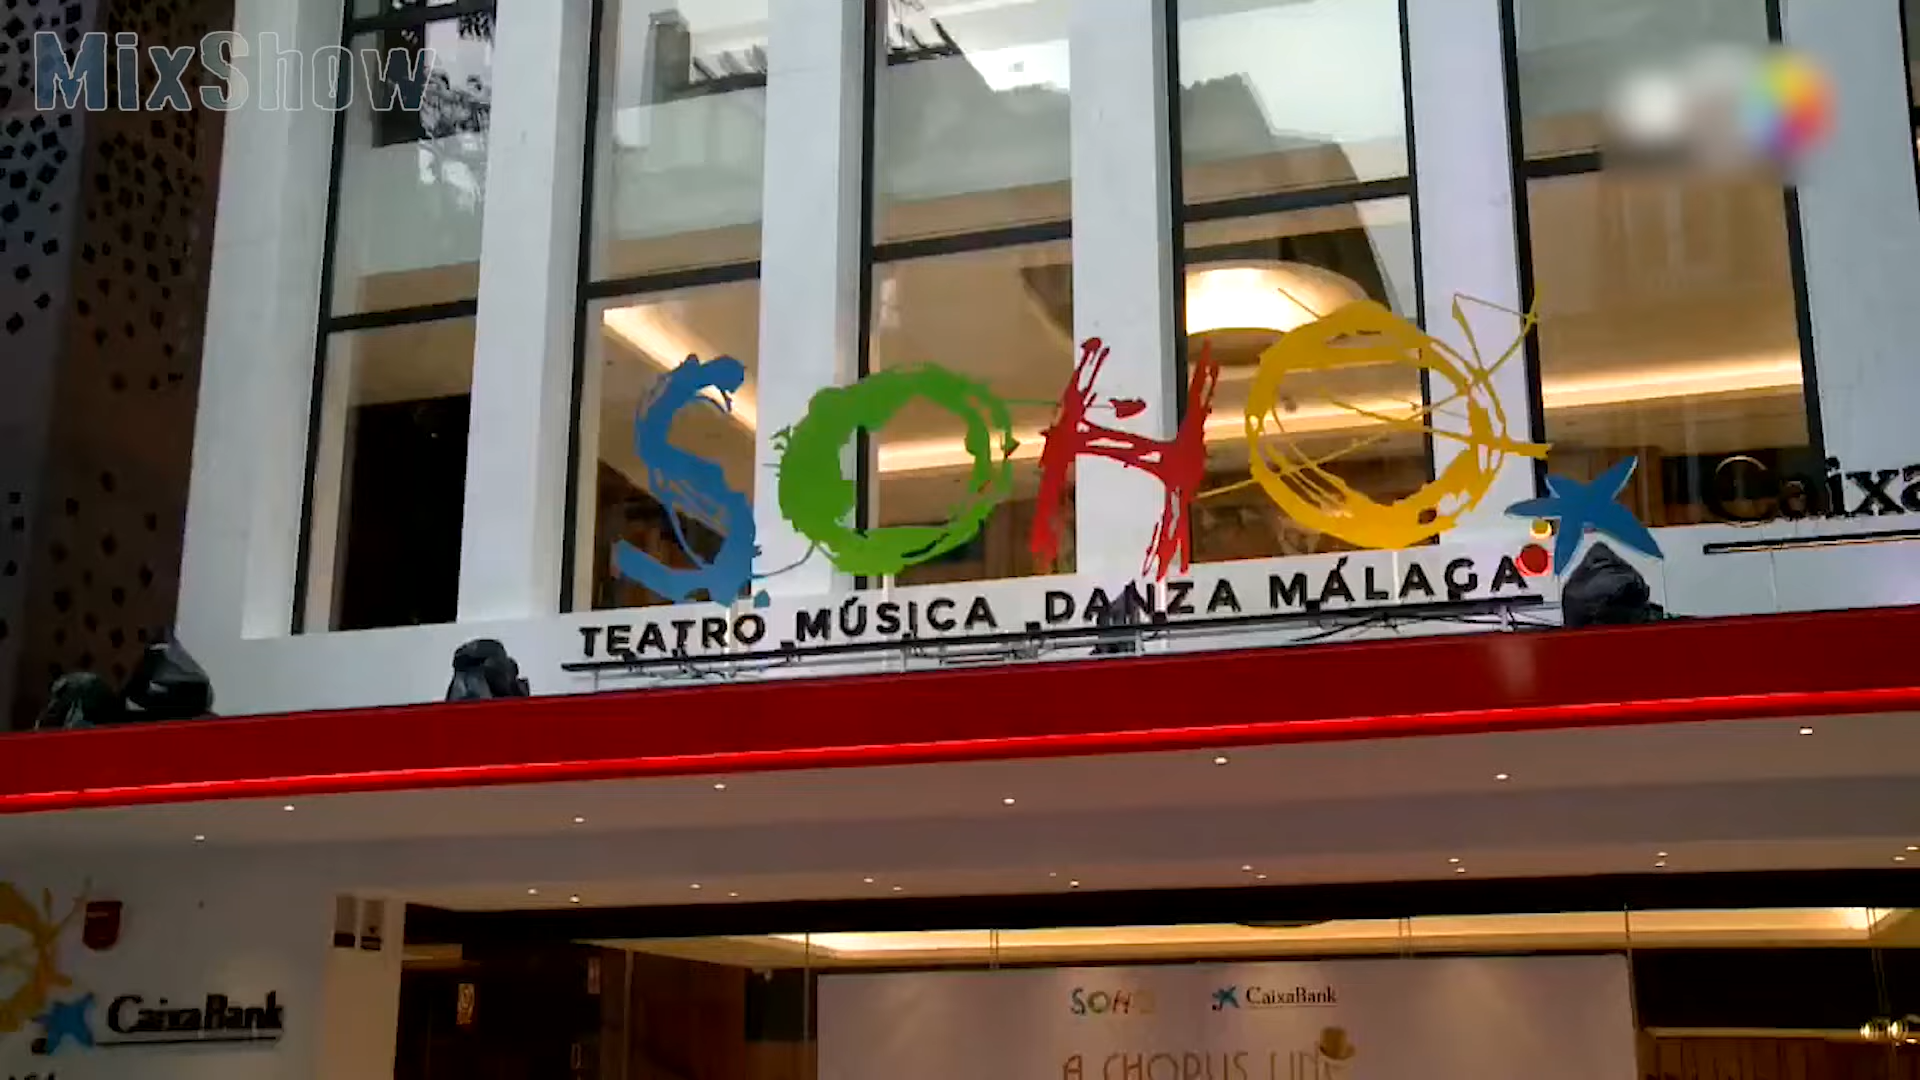 MixShow
SOHO
Caixa
TEATRO MÚSICA DANZA MÁLAGA
CaixaBank
SOHO CaixaBank
A CHORUS LINE